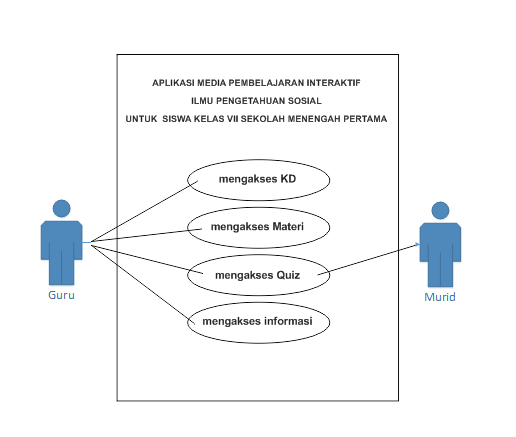 APLIKASI MEDIA PEMBELAJARAN INTERAKTIF
ILMU PENGETAHUAN SOSIAL
UNTUK SISWA KELAS VII SEKOLAH MENENGAH PERTAMA
mengakses KD
mengakses Materi
mengakses Quiz
mengakses informasi
Guru
Murid